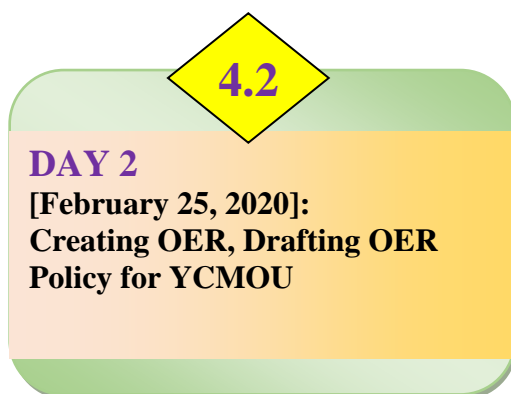 4.2
DAY 2
[February 25, 2020]:
Creating OER, Drafting OER
Policy for YCMOU